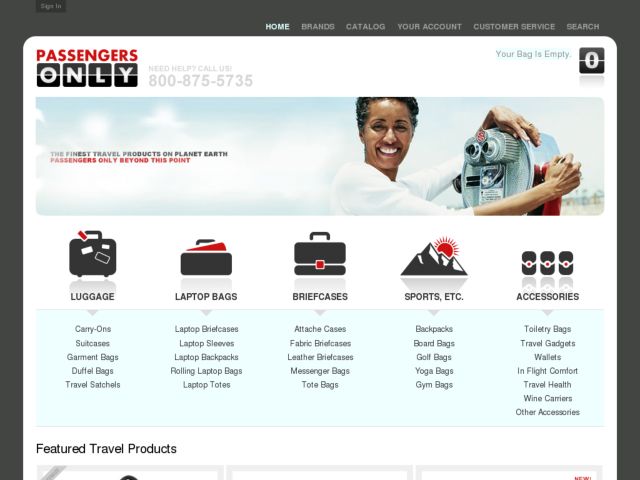 Sign In
HOME BRANDS CATALOG YOUR ACCOUNT CUSTOMER SERVICE SEARCH
PASSENGERS
ONLY
NEED HELP? CALL US!
800-875-5735
Your Bag Is Empty.
0
THE FINEST TRAVEL PRODUCTS ON PLANET EARTH
PASSENGERS ONLY BEYOND THIS POINT
LUGGAGE
Carry-Ons
Suitcases
Garment Bags
Duffel Bags
Travel Satchels
LAPTOP BAGS
Laptop Briefcases
Laptop Sleeves
Laptop Backpacks
Rolling Laptop Bags
Laptop Totes
BRIEFCASES
Attache Cases
Fabric Briefcases
Leather Briefcases
Messenger Bags
Tote Bags
SPORTS, ETC.
Backpacks
Board Bags
Golf Bags
Yoga Bags
Gym Bags
ACCESSORIES
Toiletry Bags
Travel Gadgets
Wallets
In Flight Comfort
Travel Health
Wine Carriers
Other Accessories
Featured Travel Products
NEW!